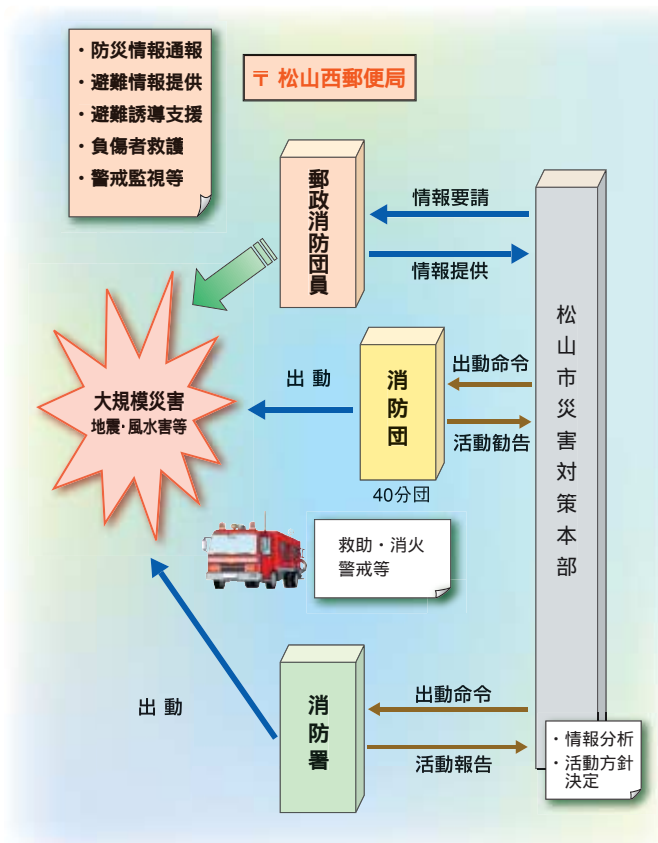 ・防災情報通報
・避難情報提供
・避難誘導支援
・負傷者救護
・警戒監視等
〒 松山西郵便局
郵政消防団員
情報要請
情報提供
松山市災害対策本部
大規模災害
地震・風水害等
出 動
消防団
出動命令
活動勧告
40分団
救助・消火
警戒等
出 動
消防署
出動命令
活動報告
・情報分析
・活動方針
決定